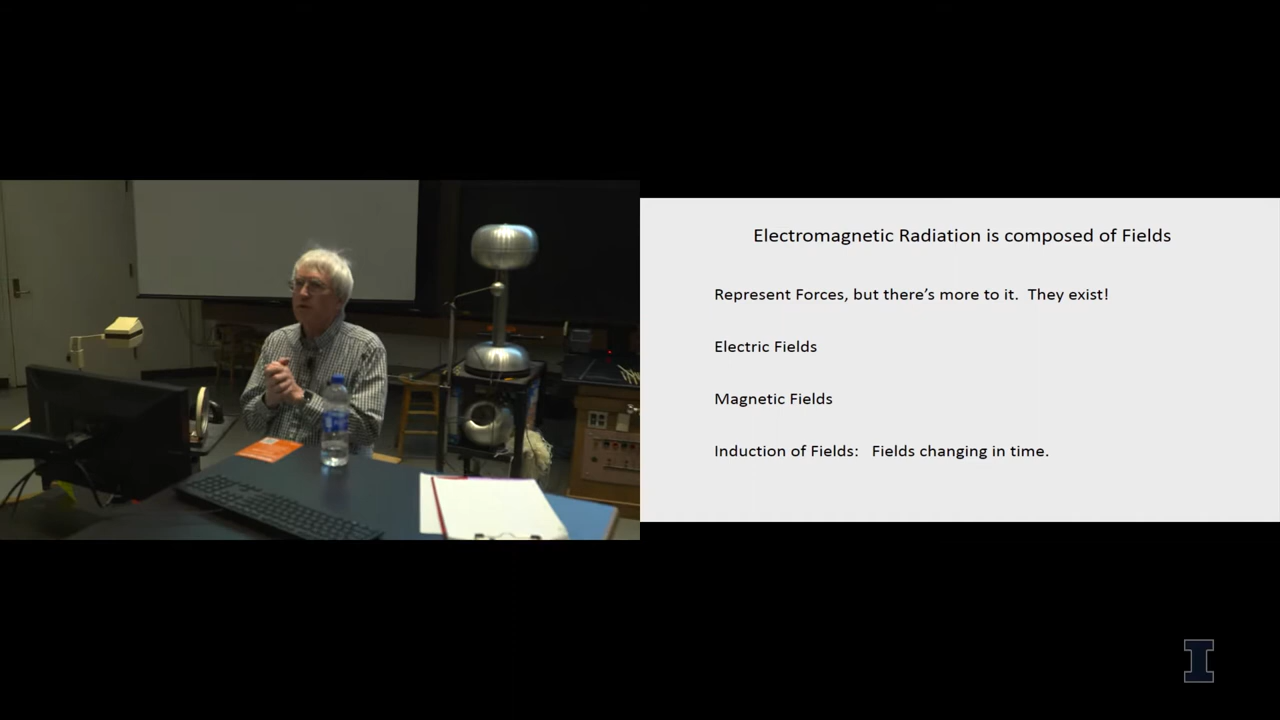 Electromagnetic Radiation is composed of Fields
Represent Forces, but there's more to it. They exist!
Electric Fields
Magnetic Fields
Induction of Fields: Fields changing in time.